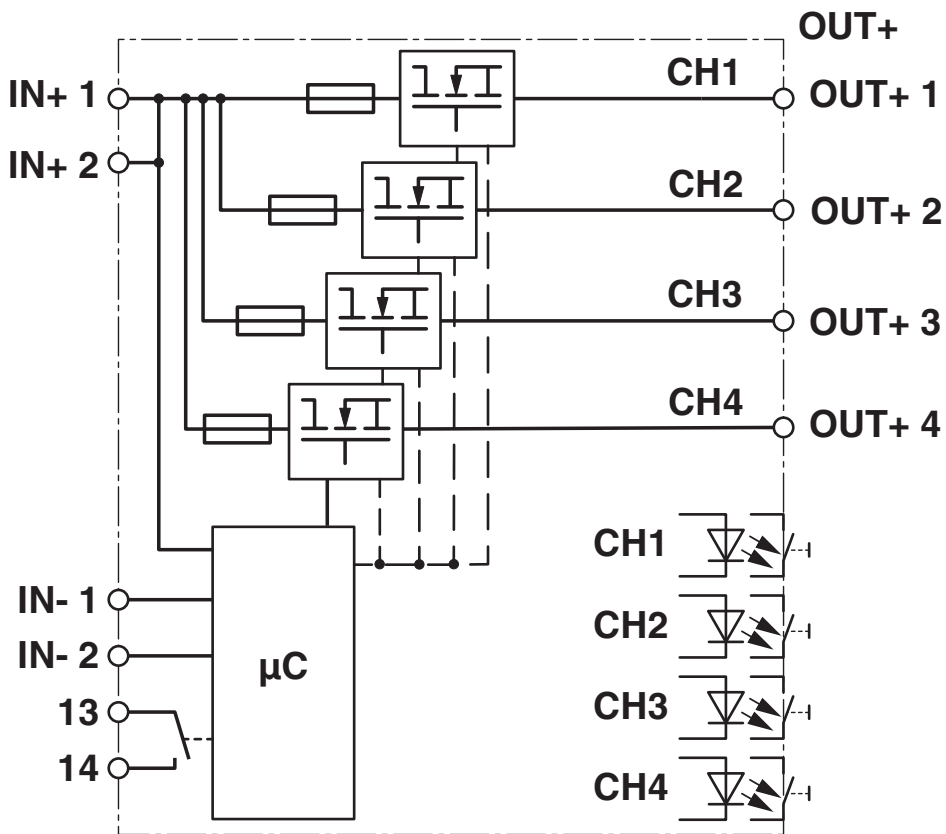 OUT+
IN+ 1
CH1
OUT+ 1
IN+ 2
CH2
OUT+ 2
CH3
OUT+ 3
CH4
OUT+ 4
CH1
IN- 1
CH2
IN- 2
µC
13
CH3
14
CH4